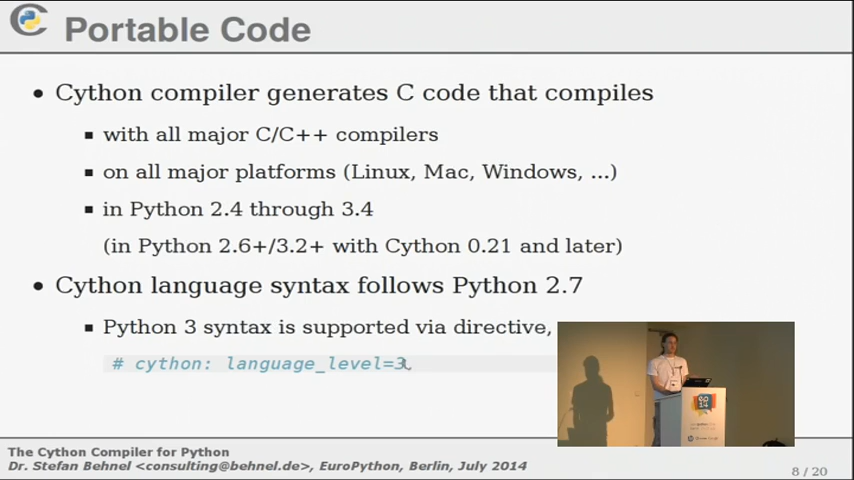 Portable Code
• Cython compiler generates C code that compiles
▪ with all major C/C++ compilers
▪ on all major platforms (Linux, Mac, Windows, ...)
▪ in Python 2.4 through 3.4
(in Python 2.6+/3.2+ with Cython 0.21 and later)
• Cython language syntax follows Python 2.7
▪ Python 3 syntax is supported via directive,
# cython: language_level=3
The Cython Compiler for Python
Dr. Stefan Behnel <consulting@behnel.de>, EuroPython, Berlin, July 2014
8 / 20